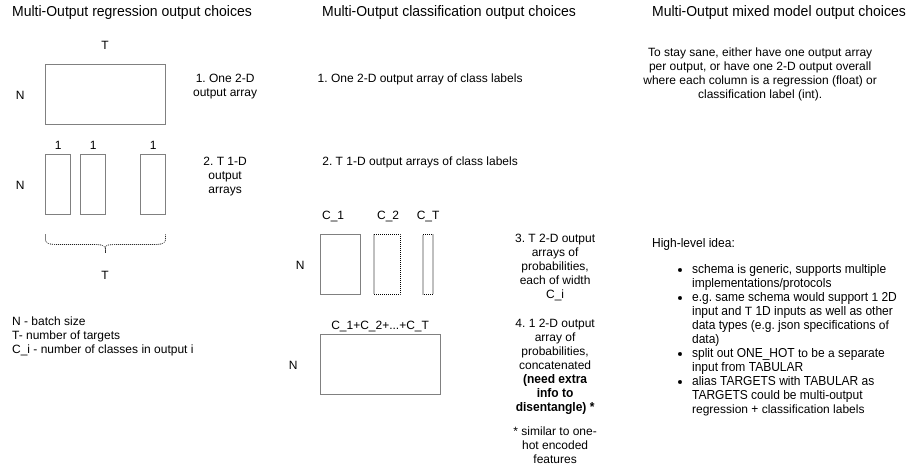 Multi-Output regression output choices
T
N
1. One 2-D
output array
1
1
1
N
2. T 1-D
output
arrays
T
N - batch size
T- number of targets
C_i - number of classes in output i
Multi-Output classification output choices
1. One 2-D output array of class labels
2. T 1-D output arrays of class labels
C_1
C_2
C_T
N
3. T 2-D output
arrays of
probabilities,
each of width
C_i
C_1+C_2+...+C_T
N
4. 1 2-D output
array of
probabilities,
concatenated
(need extra
info to
disentangle) *
* similar to one-
hot encoded
features
Multi-Output mixed model output choices
To stay sane, either have one output array
per output, or have one 2-D output overall
where each column is a regression (float) or
classification label (int).
High-level idea:
• schema is generic, supports multiple
implementations/protocols
• e.g. same schema would support 1 2D
input and T 1D inputs as well as other
data types (e.g. json specifications of
data)
• split out ONE_HOT to be a separate
input from TABULAR
• alias TARGETS with TABULAR as
TARGETS could be multi-output
regression + classification labels